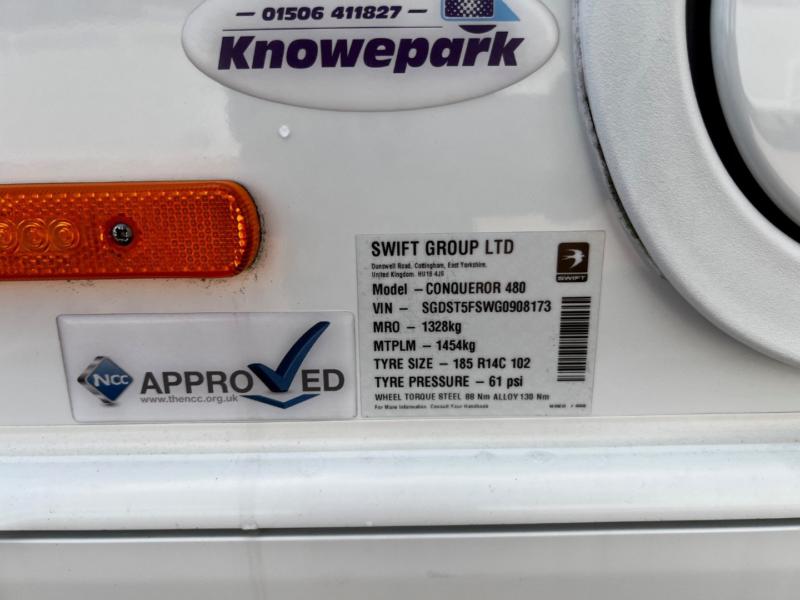 — 01506 411827 —
Knowepark
SWIFT GROUP LTD
Dunswell Road, Cottingham, East Yorkshire.
United Kingdom. HU16 4JS
SWIFT
Model – CONQUEROR 480
VIN – SGDST5FSWG0908173
MRO – 1328kg
MTPLM – 1454kg
TYRE SIZE – 185 R14C 102
TYRE PRESSURE – 61 psi
WHEEL TORQUE STEEL 88 Nm ALLOY 130 Nm
For More Information Consult Your Handbook
NCC APPROVED
www.thencc.org.uk